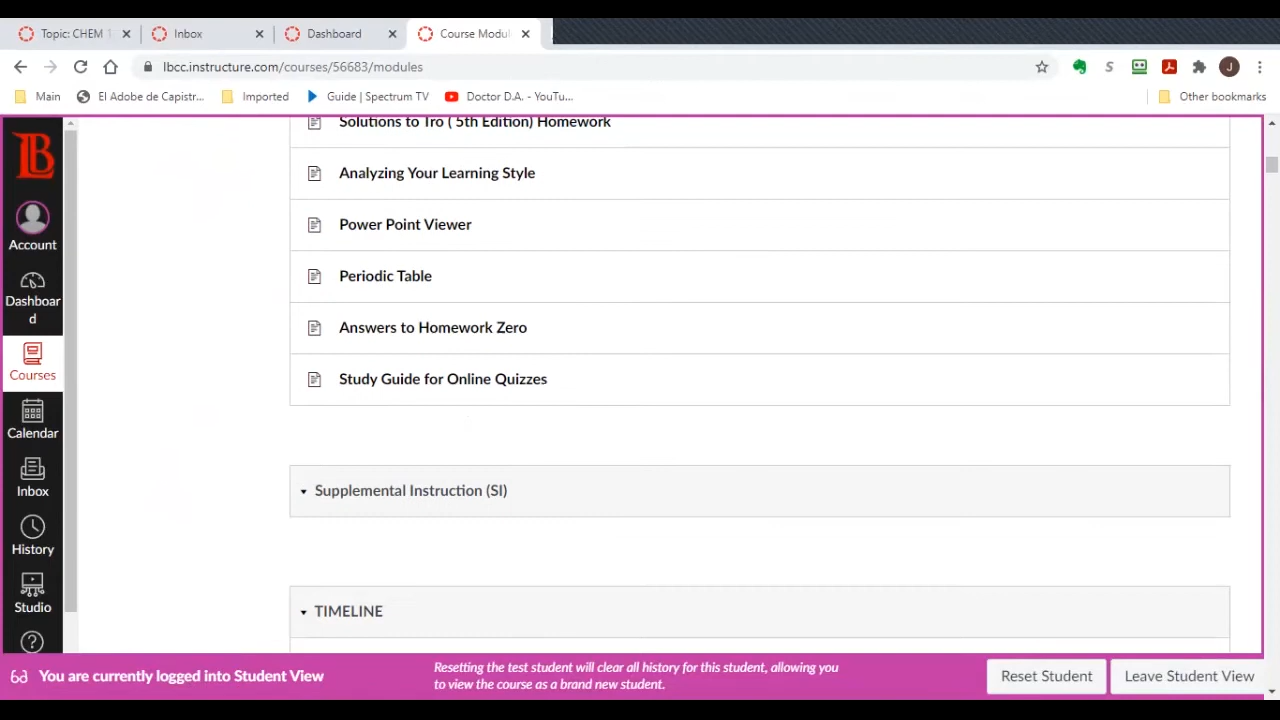 Topic: CHEM 1
Inbox
Dashboard
Course Modul
lbcc.instructure.com/courses/56683/modules
S
J
Main
El Adobe de Capistr...
Imported
Guide | Spectrum TV
Doctor D.A. - YouTu...
Other bookmarks
LB
Account
Dashboar
d
Courses
Calendar
Inbox
History
Studio
Solutions to Tro ( 5th Edition) Homework
Analyzing Your Learning Style
Power Point Viewer
Periodic Table
Answers to Homework Zero
Study Guide for Online Quizzes
Supplemental Instruction (SI)
TIMELINE
You are currently logged into Student View
Resetting the test student will clear all history for this student, allowing you
to view the course as a brand new student.
Reset Student
Leave Student View